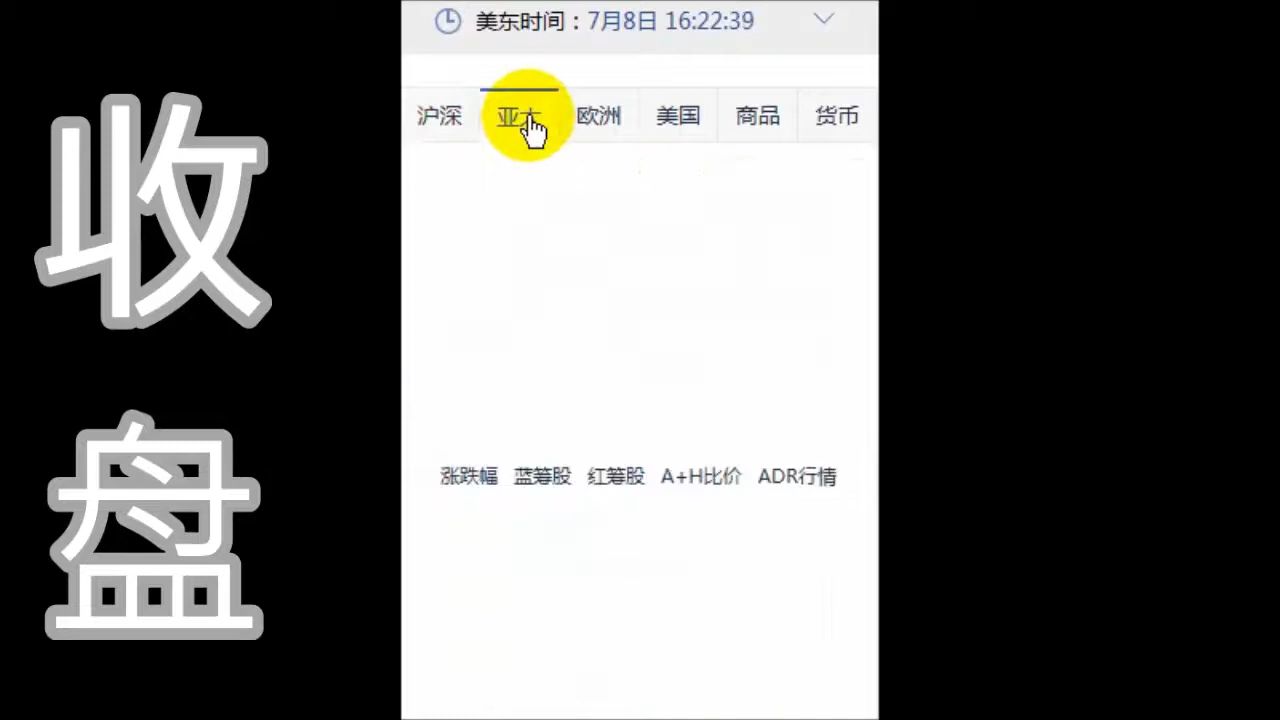 收
盘
美东时间：7月8日 16:22:39
沪深 亚太 欧洲 美国 商品 货币
涨跌幅 蓝筹股 红筹股 A+H比价 ADR行情